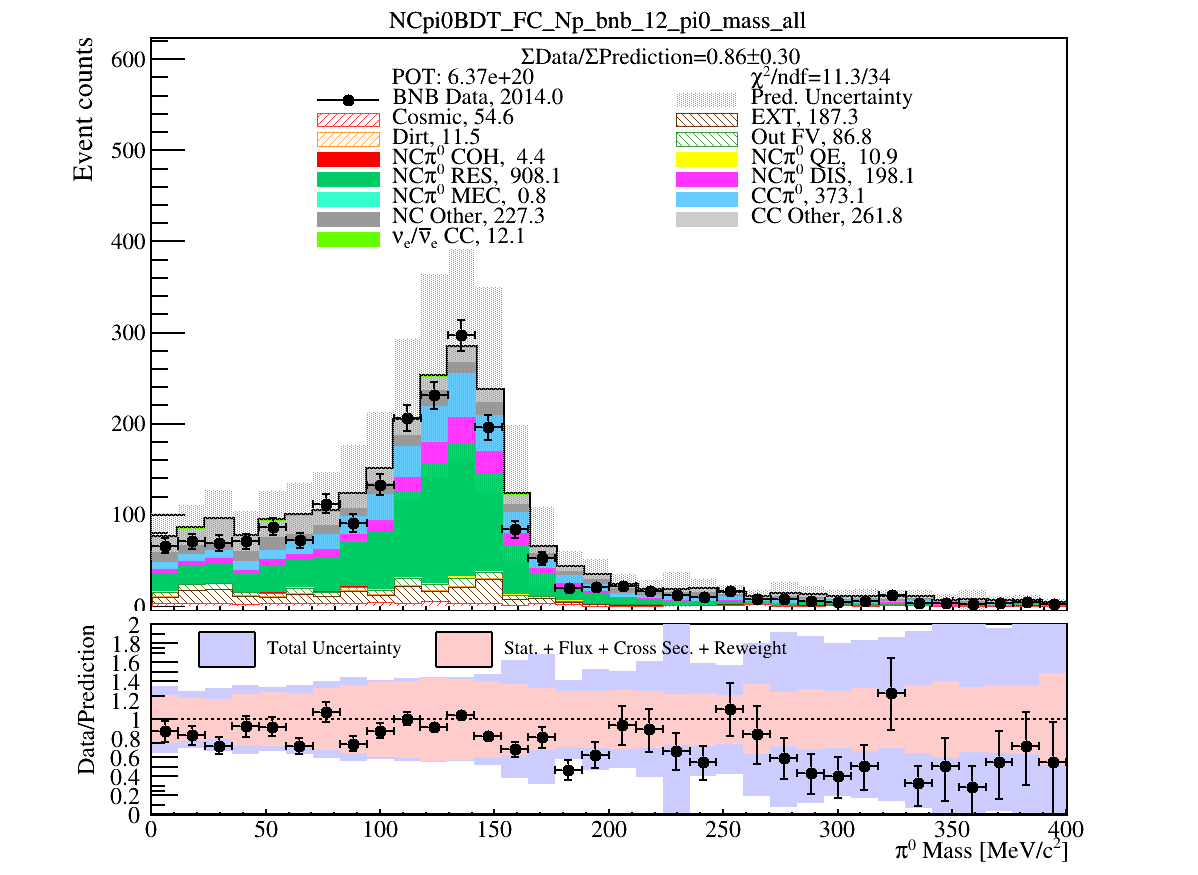 NCpi0BDT_FC_Np_bnb_12_pi0_mass_all
ΣData/ΣPrediction=0.86±0.30
POT: 6.37e+20
χ²/ndf=11.3/34
BNB Data, 2014.0
Pred. Uncertainty
Cosmic, 54.6
EXT, 187.3
Dirt, 11.5
Out FV, 86.8
NCπ⁰ COH, 4.4
NCπ⁰ QE, 10.9
NCπ⁰ RES, 908.1
NCπ⁰ DIS, 198.1
NCπ⁰ MEC, 0.8
CCπ⁰, 373.1
NC Other, 227.3
CC Other, 261.8
νₑ/ν̅ₑ CC, 12.1
Event counts
600
500
400
300
200
100
0
Total Uncertainty
Stat. + Flux + Cross Sec. + Reweight
Data/Prediction
2
1.8
1.6
1.4
1.2
1
0.8
0.6
0.4
0.2
0
0 50 100 150 200 250 300 350 400
π⁰ Mass [MeV/c²]